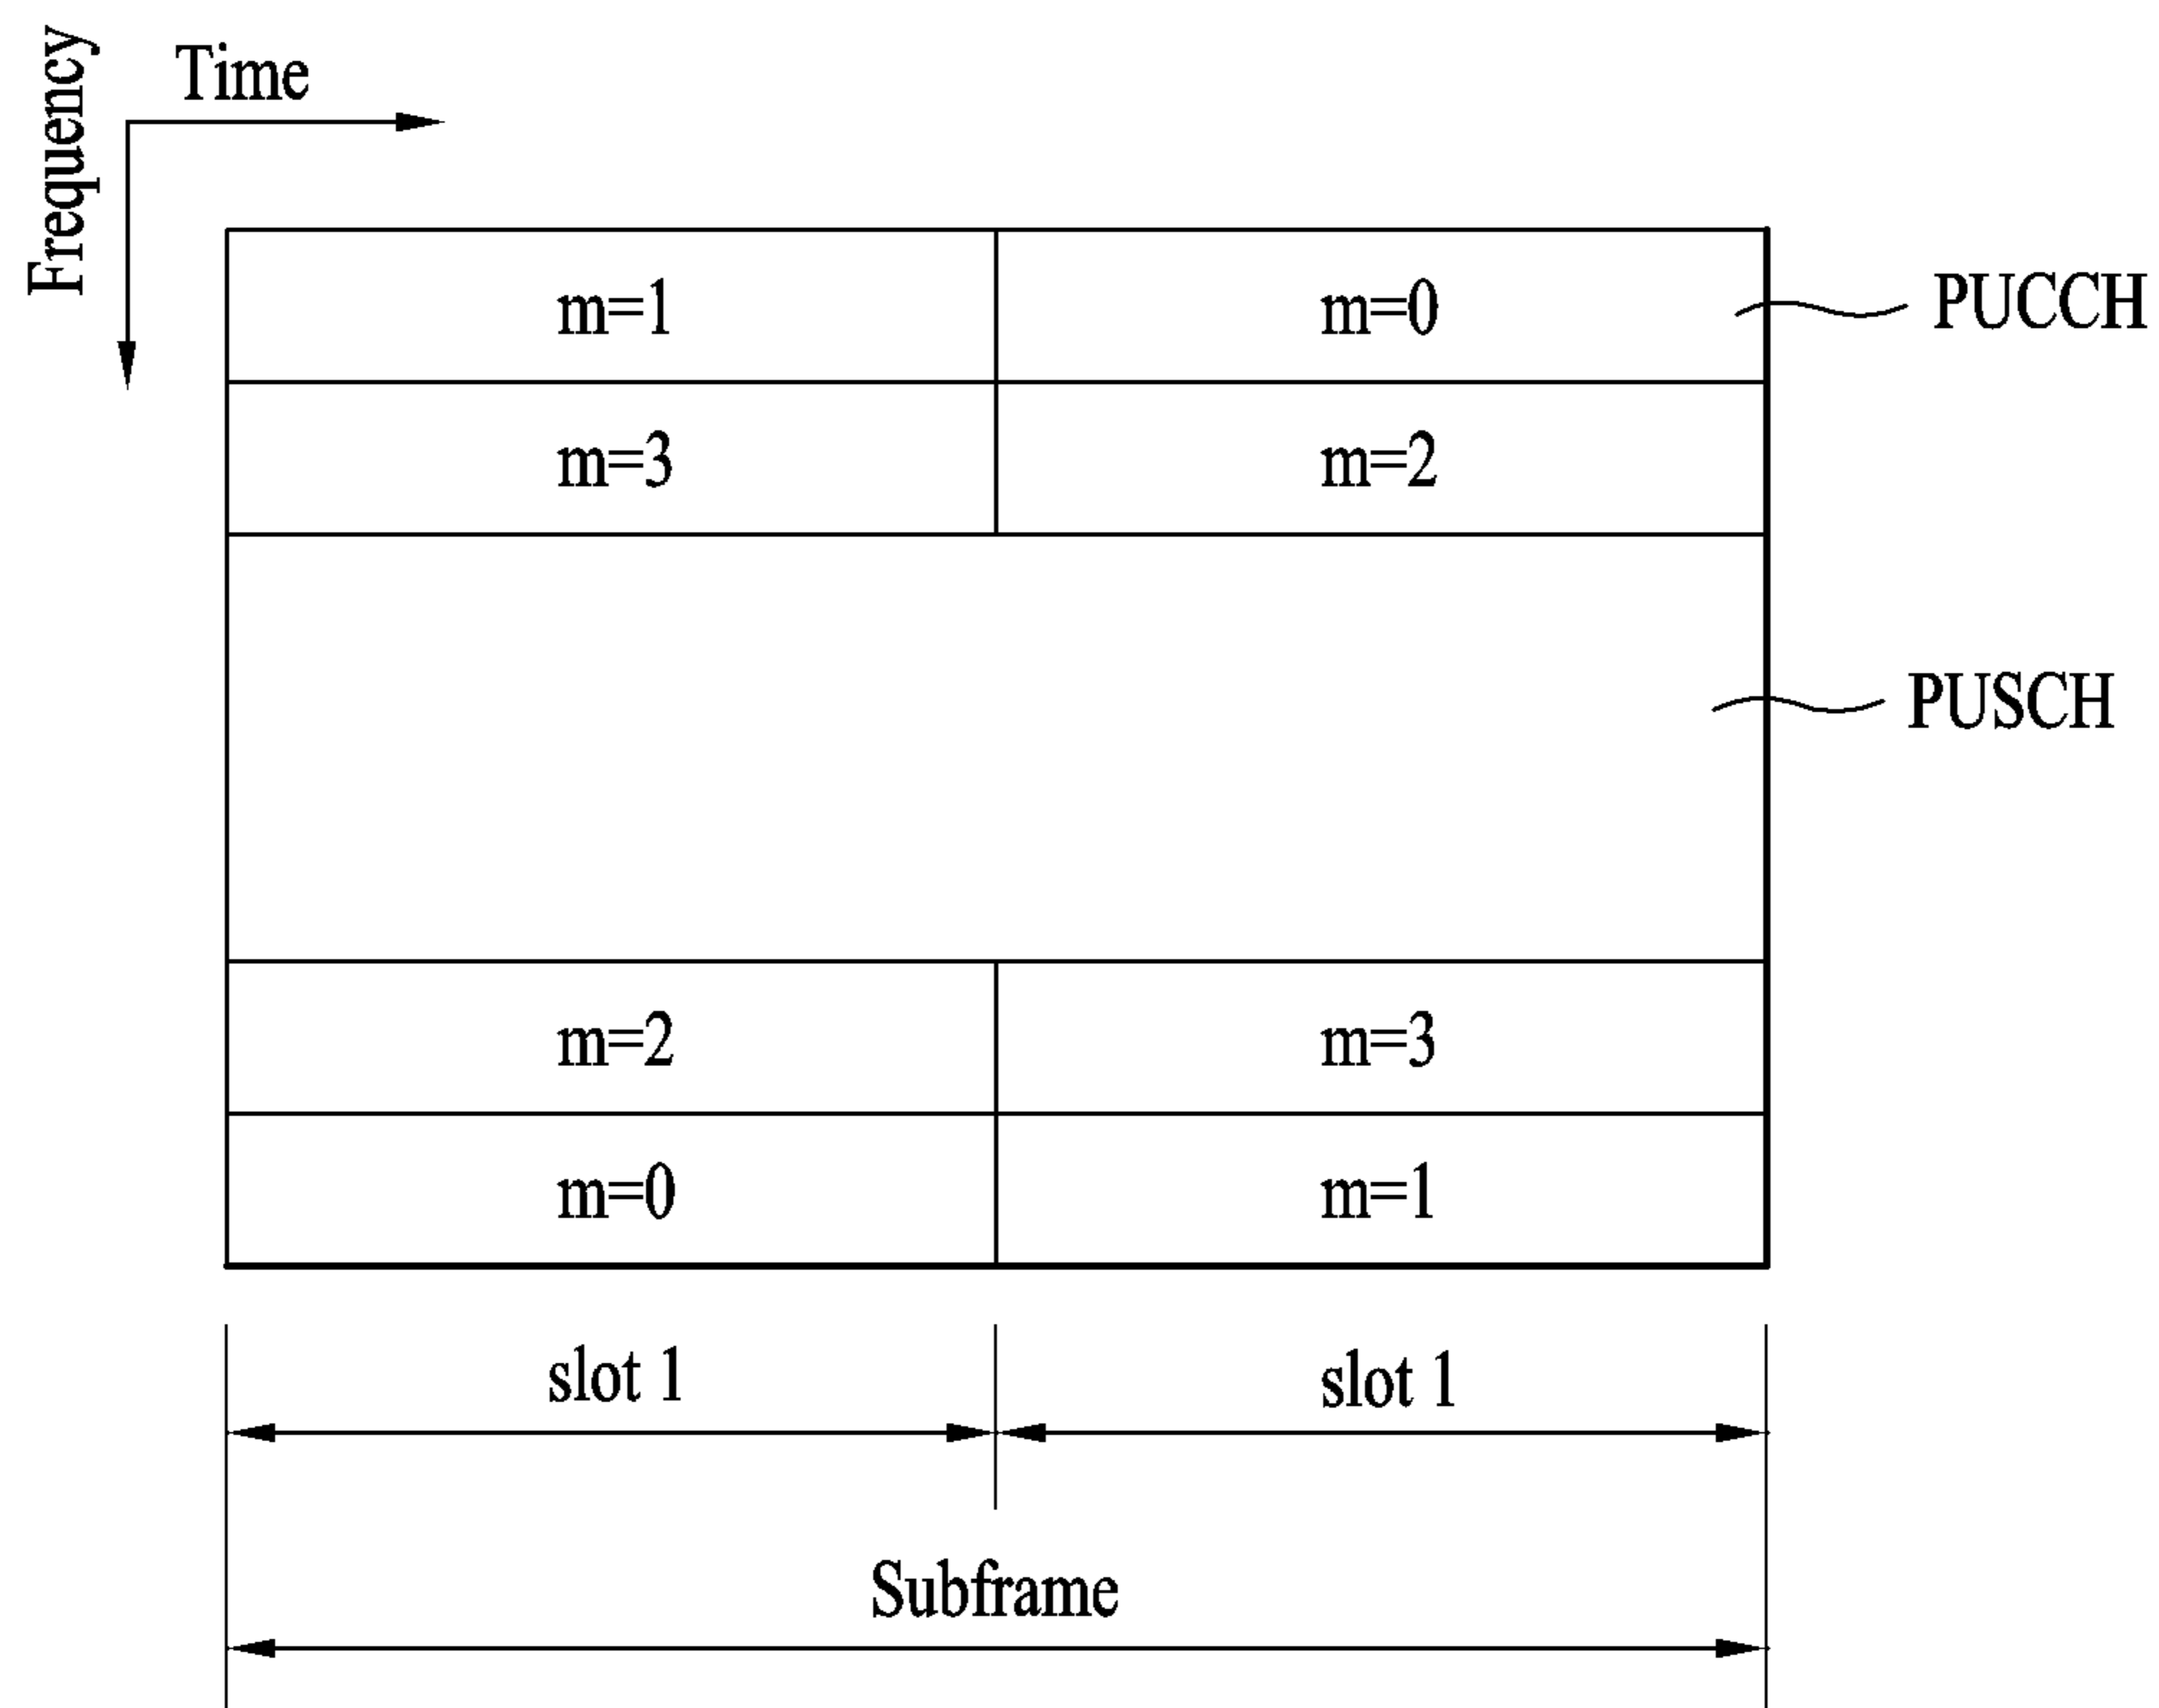 Frequency
Time
m=1
m=0
PUCCH
m=3
m=2
PUSCH
m=2
m=3
m=0
m=1
slot 1
slot 1
Subframe